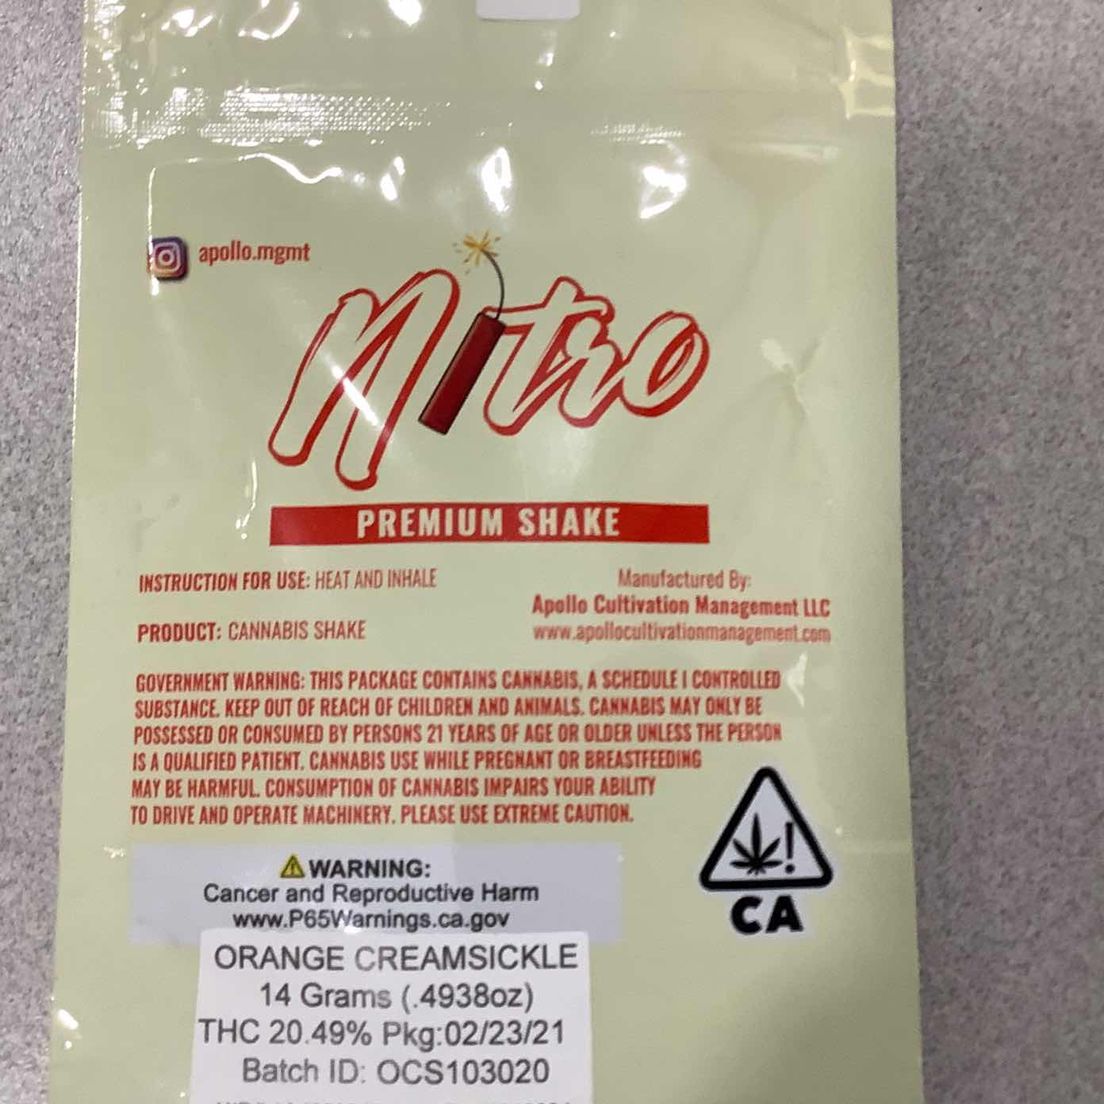 apollo.mgmt
Nitro
PREMIUM SHAKE
INSTRUCTION FOR USE: HEAT AND INHALE
PRODUCT: CANNABIS SHAKE
Manufactured By:
Apollo Cultivation Management LLC
www.apollocultivationmanagement.com
GOVERNMENT WARNING: THIS PACKAGE CONTAINS CANNABIS, A SCHEDULE I CONTROLLED
SUBSTANCE. KEEP OUT OF REACH OF CHILDREN AND ANIMALS. CANNABIS MAY ONLY BE
POSSESSED OR CONSUMED BY PERSONS 21 YEARS OF AGE OR OLDER UNLESS THE PERSON
IS A QUALIFIED PATIENT. CANNABIS USE WHILE PREGNANT OR BREASTFEEDING
MAY BE HARMFUL. CONSUMPTION OF CANNABIS IMPAIRS YOUR ABILITY
TO DRIVE AND OPERATE MACHINERY. PLEASE USE EXTREME CAUTION.
!
CA
WARNING:
Cancer and Reproductive Harm
www.P65Warnings.ca.gov
ORANGE CREAMSICKLE
14 Grams (.4938oz)
THC 20.49% Pkg:02/23/21
Batch ID: OCS103020